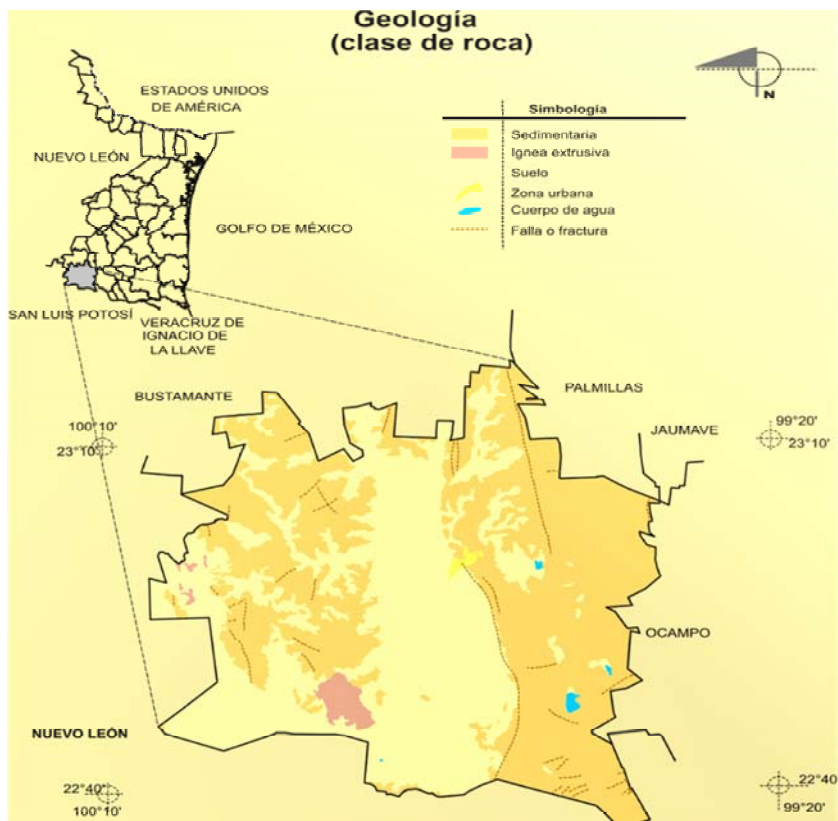 Geología
(clase de roca)
N
ESTADOS UNIDOS
DE AMÉRICA
NUEVO LEÓN
GOLFO DE MÉXICO
SAN LUIS POTOSÍ
VERACRUZ DE
IGNACIO DE
LA LLAVE
Simbología
Sedimentaria
Ignea extrusiva
Suelo
Zona urbana
Cuerpo de agua
Falla o fractura
BUSTAMANTE
PALMILLAS
JAUMAVE
100°10'
23°10'
99°20'
23°10'
OCAMPO
NUEVO LEÓN
22°40'
100°10'
22°40'
99°20'